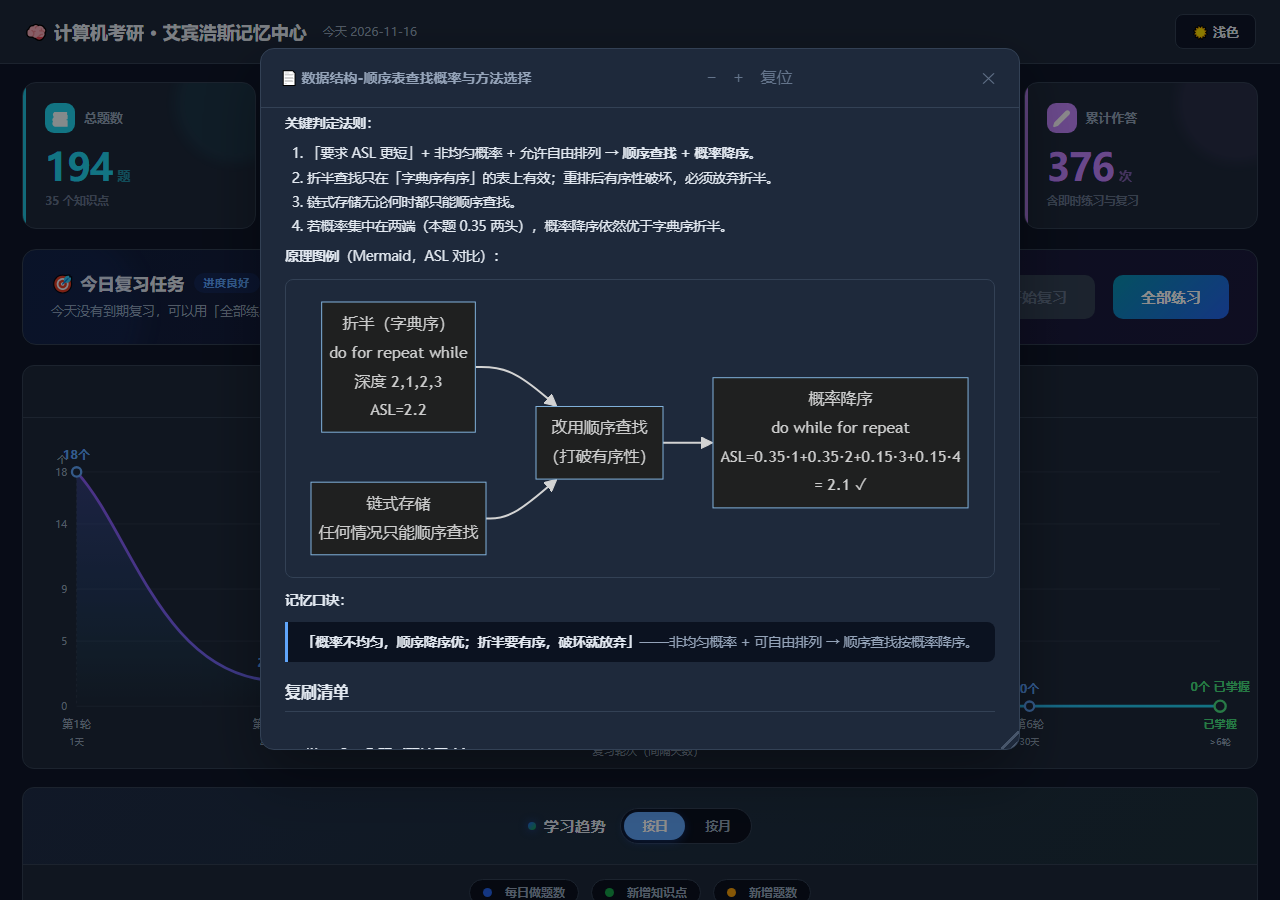 计算机考研 • 艾宾浩斯记忆中心 今天 2026-11-16
浅色
数据结构-顺序表查找概率与方法选择
− + 复位 ×
总题数
194 题
35 个知识点
累计作答
376 次
含即时练习与复习
今日复习任务 进度良好
今天没有到期复习，可以用「全部练
始复习
全部练习
关键判定法则：
1. 「要求 ASL 更短」+ 非均匀概率 + 允许自由排列 → 顺序查找 + 概率降序。
2. 折半查找只在「字典序有序」的表上有效；重排后有序性破坏，必须放弃折半。
3. 链式存储无论何时都只能顺序查找。
4. 若概率集中在两端（本题 0.35 两头），概率降序依然优于字典序折半。
原理图例（Mermaid，ASL 对比）：
折半（字典序）
do for repeat while
深度 2,1,2,3
ASL=2.2
链式存储
任何情况只能顺序查找
改用顺序查找
(打破有序性)
概率降序
do while for repeat
ASL=0.35·1+0.35·2+0.15·3+0.15·4
= 2.1 ✓
记忆口诀：
「概率不均匀，顺序降序优；折半要有序，破坏就放弃」——非均匀概率 + 可自由排列 → 顺序查找按概率降序。
复刷清单
个
18个
18
14
9
5
0
第1轮
1天
第
0个
第6轮
30天
0个 已掌握
已掌握
>6轮
复习轮次（间隔天数）
学习趋势 按日 按月
每日做题数 新增知识点 新增题数